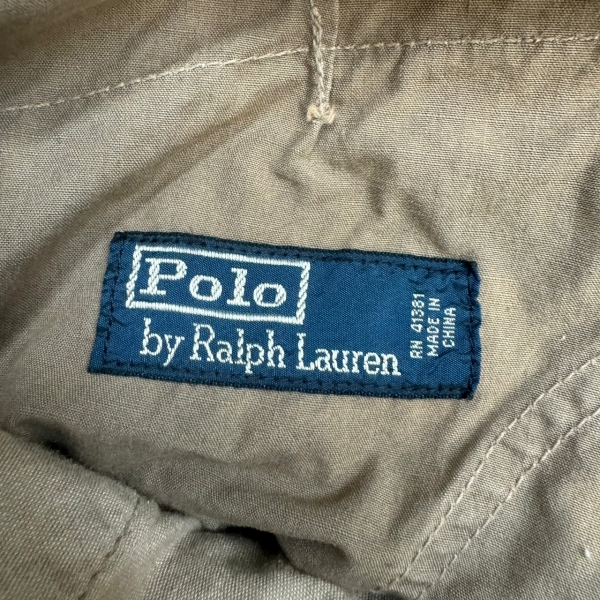 Polo
by Ralph Lauren
RN 41381
MADE IN
CHINA